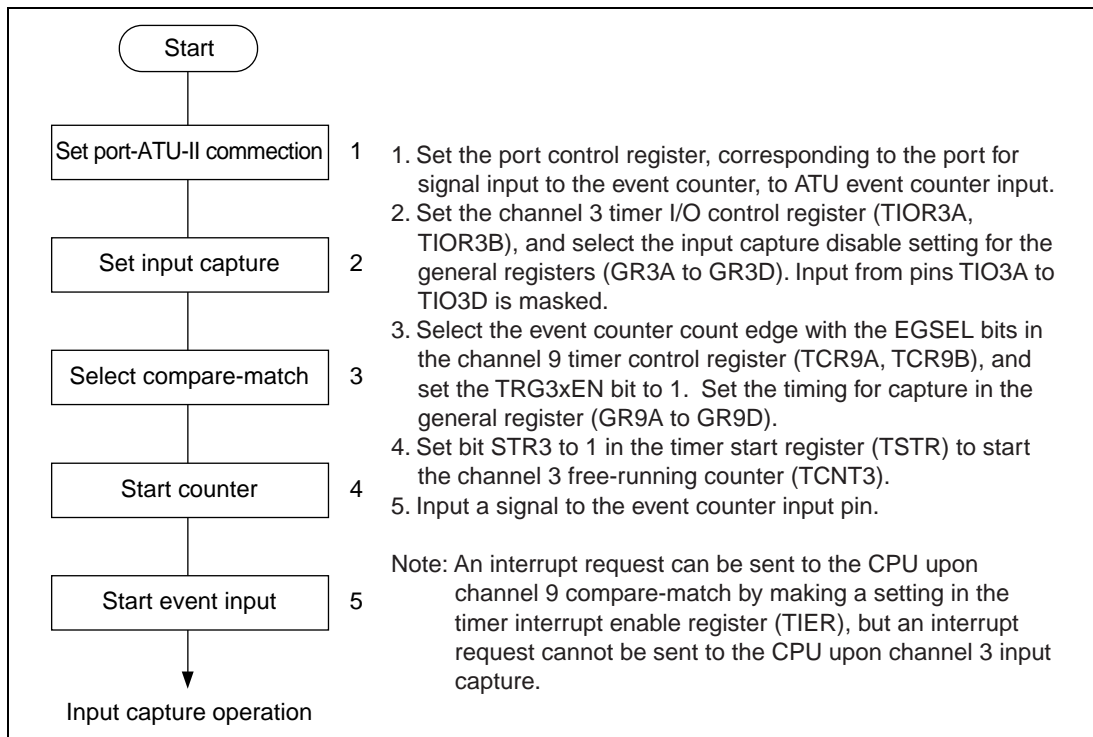 Start
Set port-ATU-II commection 1
Set input capture 2
Select compare-match 3
Start counter 4
Start event input 5
Input capture operation
1. Set the port control register, corresponding to the port for
signal input to the event counter, to ATU event counter input.
2. Set the channel 3 timer I/O control register (TIOR3A,
TIOR3B), and select the input capture disable setting for the
general registers (GR3A to GR3D). Input from pins TIO3A to
TIO3D is masked.
3. Select the event counter count edge with the EGSEL bits in
the channel 9 timer control register (TCR9A, TCR9B), and
set the TRG3xEN bit to 1.  Set the timing for capture in the
general register (GR9A to GR9D).
4. Set bit STR3 to 1 in the timer start register (TSTR) to start
the channel 3 free-running counter (TCNT3).
5. Input a signal to the event counter input pin.
Note: An interrupt request can be sent to the CPU upon
channel 9 compare-match by making a setting in the
timer interrupt enable register (TIER), but an interrupt
request cannot be sent to the CPU upon channel 3 input
capture.